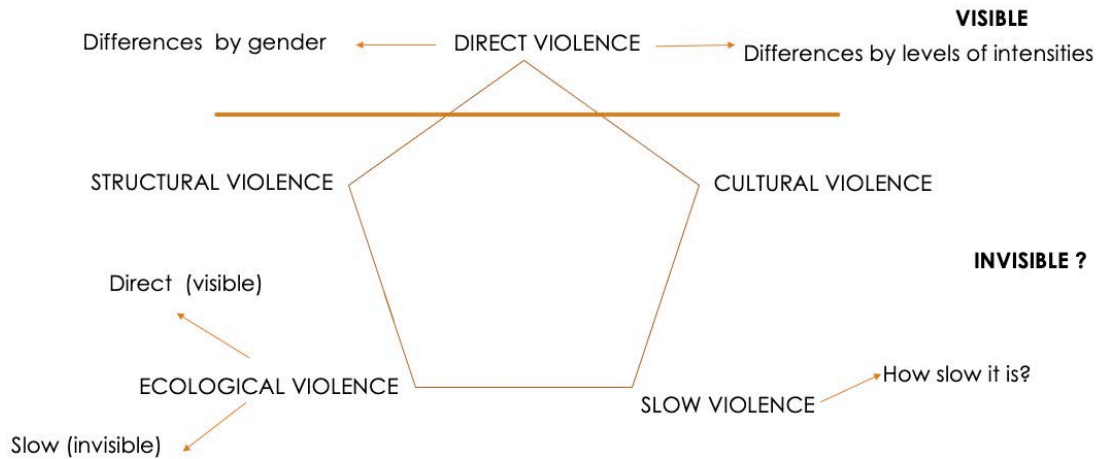 VISIBLE
Differences by gender
DIRECT VIOLENCE
Differences by levels of intensities
STRUCTURAL VIOLENCE
CULTURAL VIOLENCE
INVISIBLE ?
Direct (visible)
ECOLOGICAL VIOLENCE
How slow it is?
SLOW VIOLENCE
Slow (invisible)